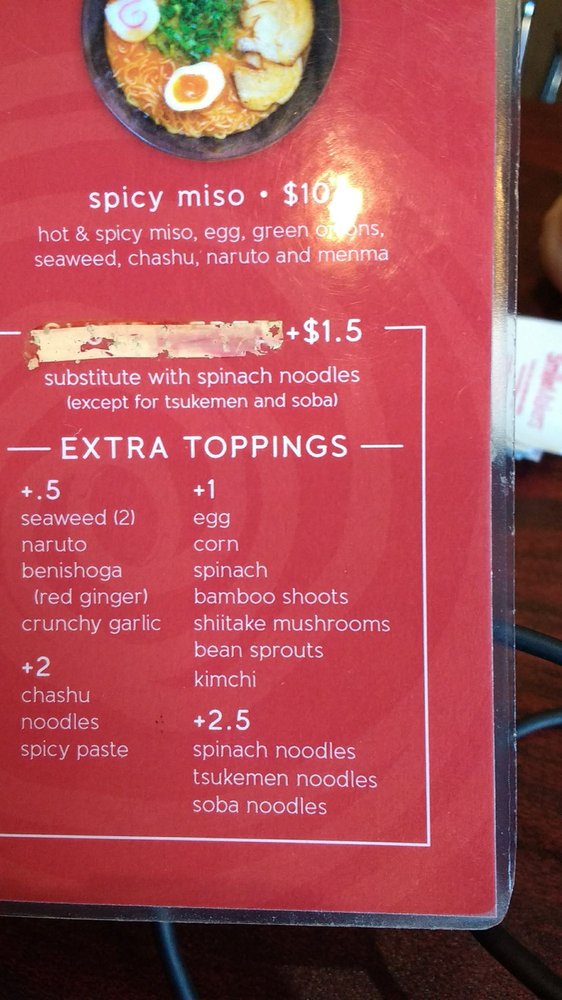 spicy miso • $10
hot & spicy miso, egg, green onions,
seaweed, chashu, naruto and menma
+$1.5
substitute with spinach noodles
(except for tsukemen and soba)
EXTRA TOPPINGS
+.5
seaweed (2)
naruto
benishoga
(red ginger)
crunchy garlic
+2
chashu
noodles
spicy paste
+1
egg
corn
spinach
bamboo shoots
shiitake mushrooms
bean sprouts
kimchi
+2.5
spinach noodles
tsukemen noodles
soba noodles